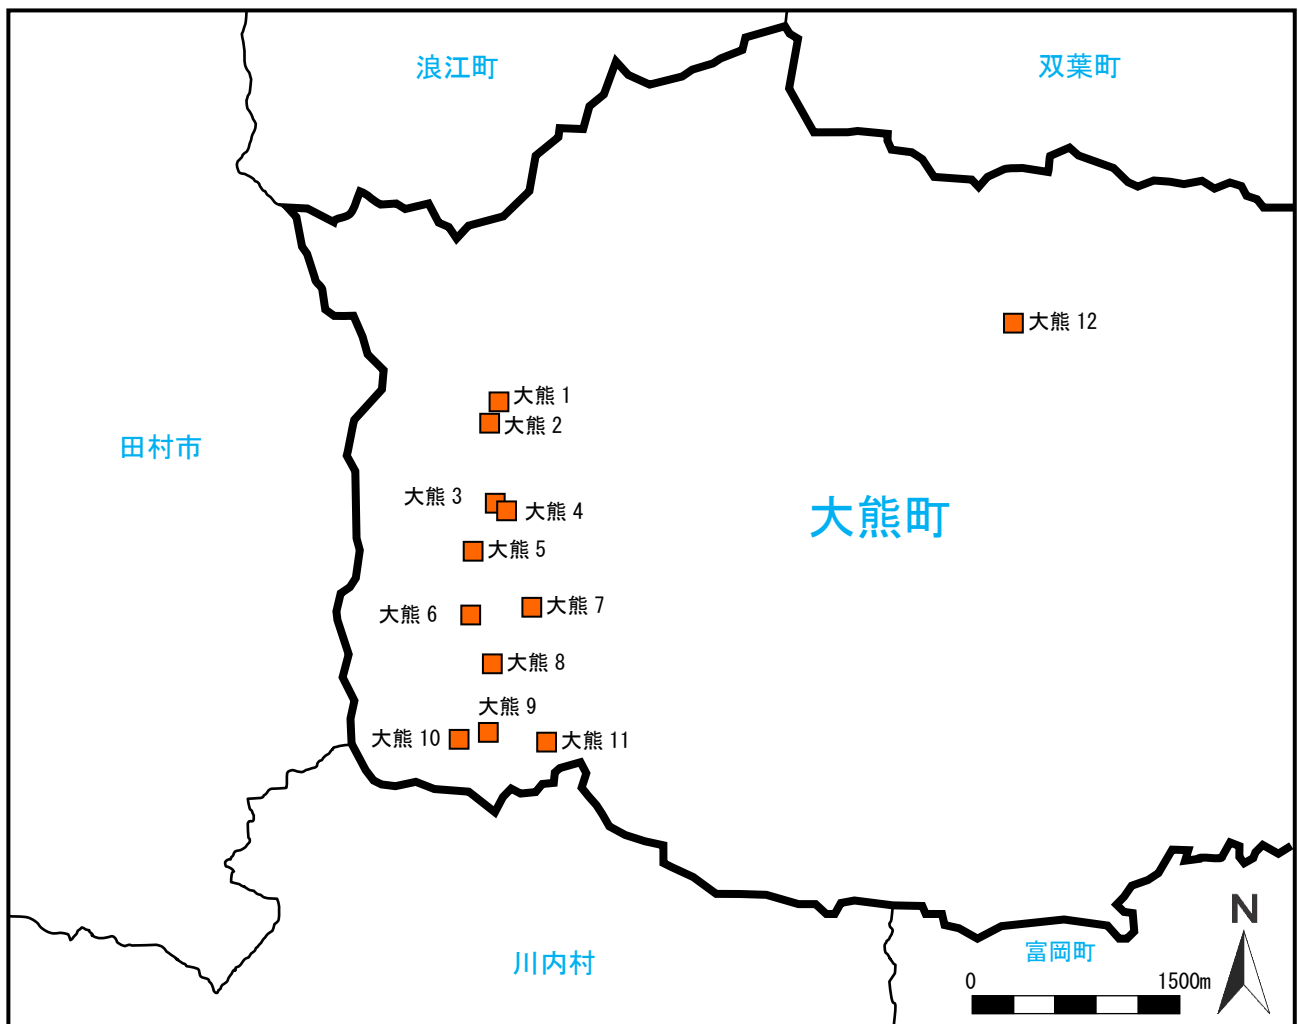 浪江町
双葉町
大熊 12
大熊 1
大熊 2
田村市
大熊 3
大熊 4
大熊町
大熊 5
大熊 6
大熊 7
大熊 8
大熊 9
大熊 10
大熊 11
N
川内村
富岡町
0
1500m